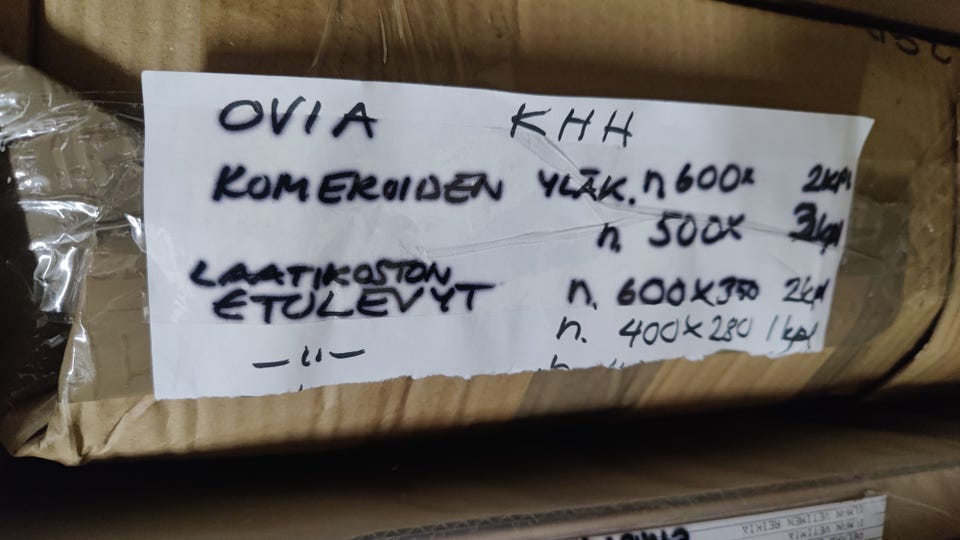 OVIA KHH
KOMEROIDEN YLÄK. n 600x 2kpl
n. 500x 3kpl
LAATIKOSTON
ETULEVYT n. 600x350 2kpl
—"— n. 400x280 1kpl